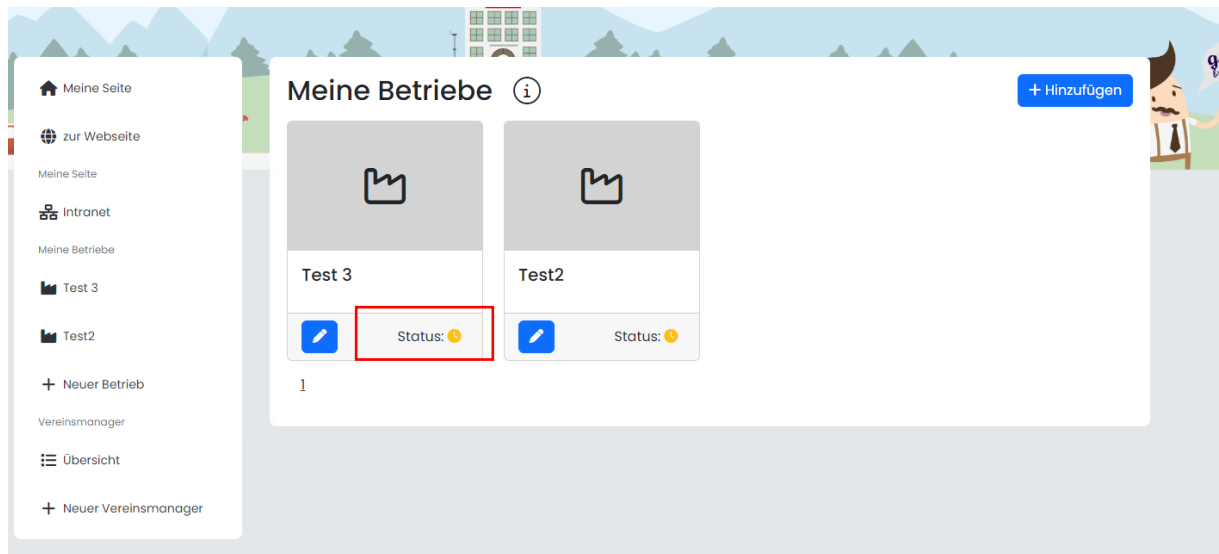 Meine Seite
zur Webseite
Meine Seite
Intranet
Meine Betriebe
Test 3
Test2
+ Neuer Betrieb
Vereinsmanager
Übersicht
+ Neuer Vereinsmanager
Meine Betriebe i
+ Hinzufügen
Test 3
Status:
Test2
Status:
1